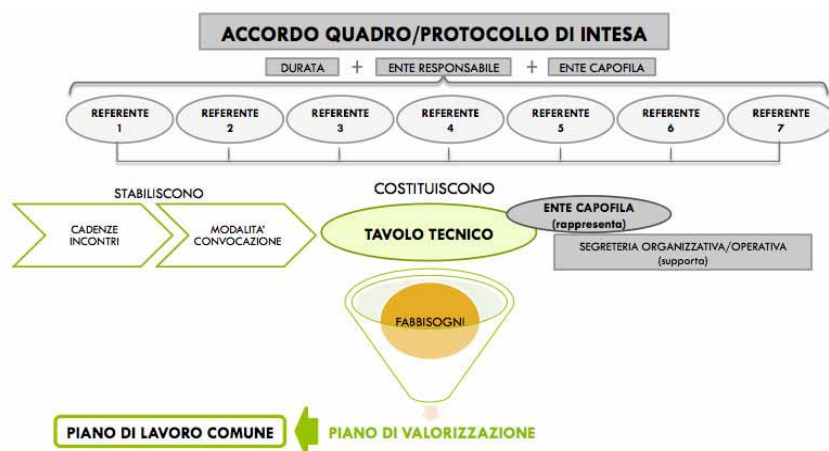 ACCORDO QUADRO/PROTOCOLLO DI INTESA
DURATA + ENTE RESPONSABILE + ENTE CAPOFILA
REFERENTE
1
REFERENTE
2
REFERENTE
3
REFERENTE
4
REFERENTE
5
REFERENTE
6
REFERENTE
7
STABILISCONO
COSTITUISCONO
CADENZE
INCONTRI
MODALITA'
CONVOCAZIONE
TAVOLO TECNICO
ENTE CAPOFILA
(rappresenta)
SEGRETERIA ORGANIZZATIVA/OPERATIVA
(supporta)
FABBISOGNI
PIANO DI LAVORO COMUNE
PIANO DI VALORIZZAZIONE